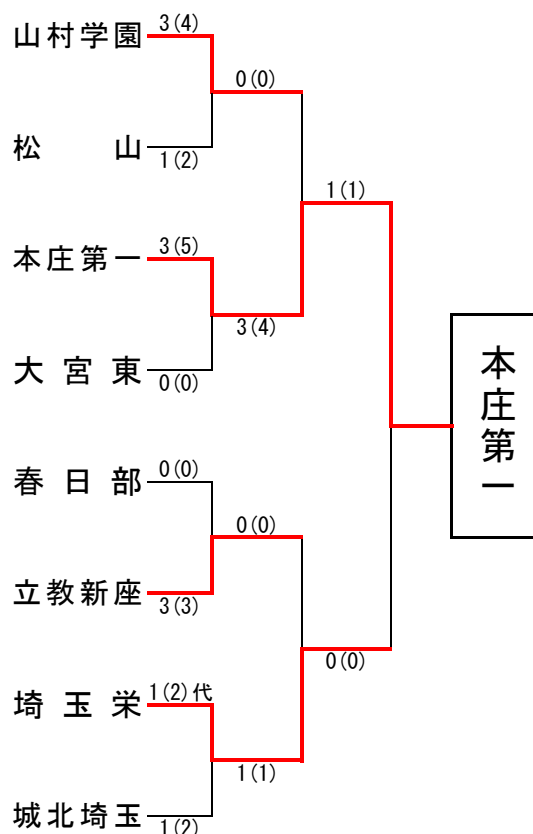 山村学園
3(4)
0(0)
松山
1(2)
1(1)
本庄第一
3(5)
3(4)
大宮東
0(0)
本庄第一
春日部
0(0)
0(0)
立教新座
3(3)
0(0)
埼玉栄
1(2)代
1(1)
城北埼玉
1(2)